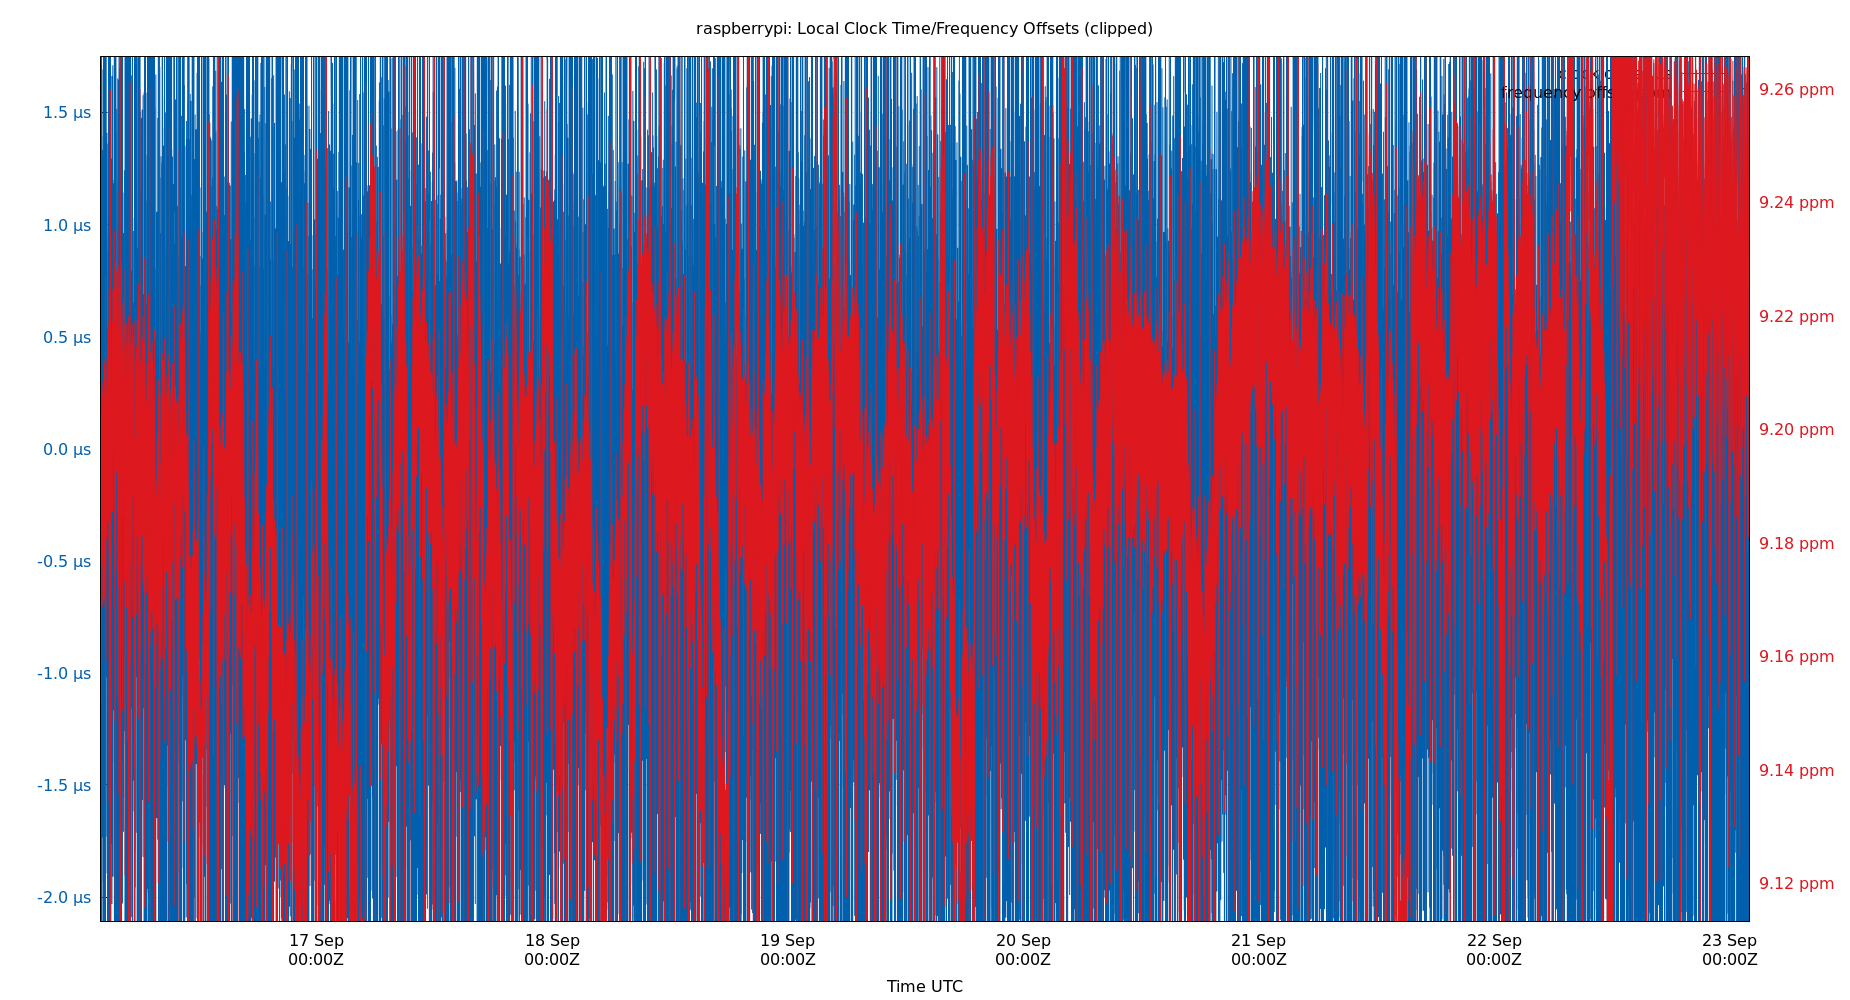 raspberrypi: Local Clock Time/Frequency Offsets (clipped)
frequency offs
1.5 μs
1.0 μs
0.5 μs
0.0 μs
-0.5 μs
-1.0 μs
-1.5 μs
-2.0 μs
9.26 ppm
9.24 ppm
9.22 ppm
9.20 ppm
9.18 ppm
9.16 ppm
9.14 ppm
9.12 ppm
17 Sep
00:00Z
18 Sep
00:00Z
19 Sep
00:00Z
20 Sep
00:00Z
21 Sep
00:00Z
22 Sep
00:00Z
23 Sep
00:00Z
Time UTC